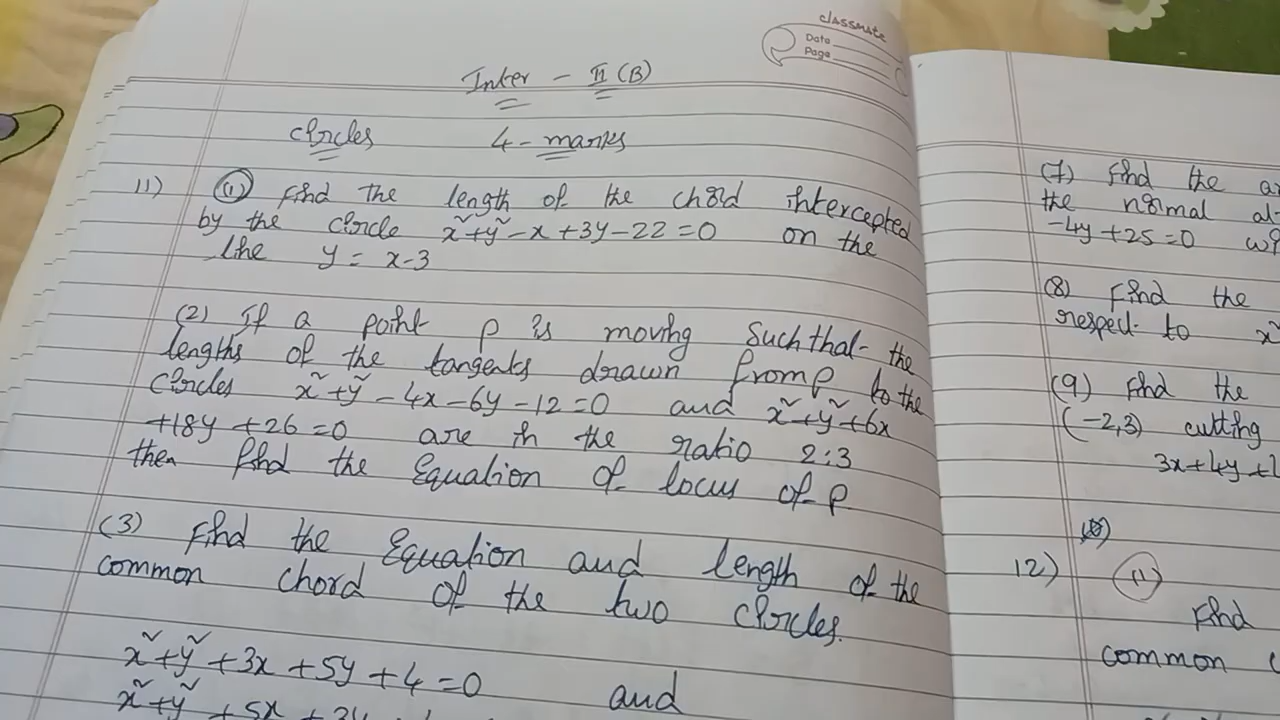 classmate
Date
Page
Inter - II (B)
Circles 4 - marks
11) (1) Find the length of the chord intercepted
by the circle x²+y²-x+3y-22=0 on the
line y = x-3
(2) If a point P is moving such that the
lengths of the tangents drawn from P to the
circles x²+y²-4x-6y-12=0 and x²+y²+6x
+18y+26=0 are in the ratio 2:3
then find the Equation of locus of P
(3) Find the Equation and length of the
common chord of the two circles.
x²+y²+3x+5y+4=0 and
x²+y²+5x+3y
(7) Find the
the normal
-4y+25=0
(8) Find the
respect to
(9) Find the
(-2,3) cutting
3x+4y+
12) (1)
Find
common